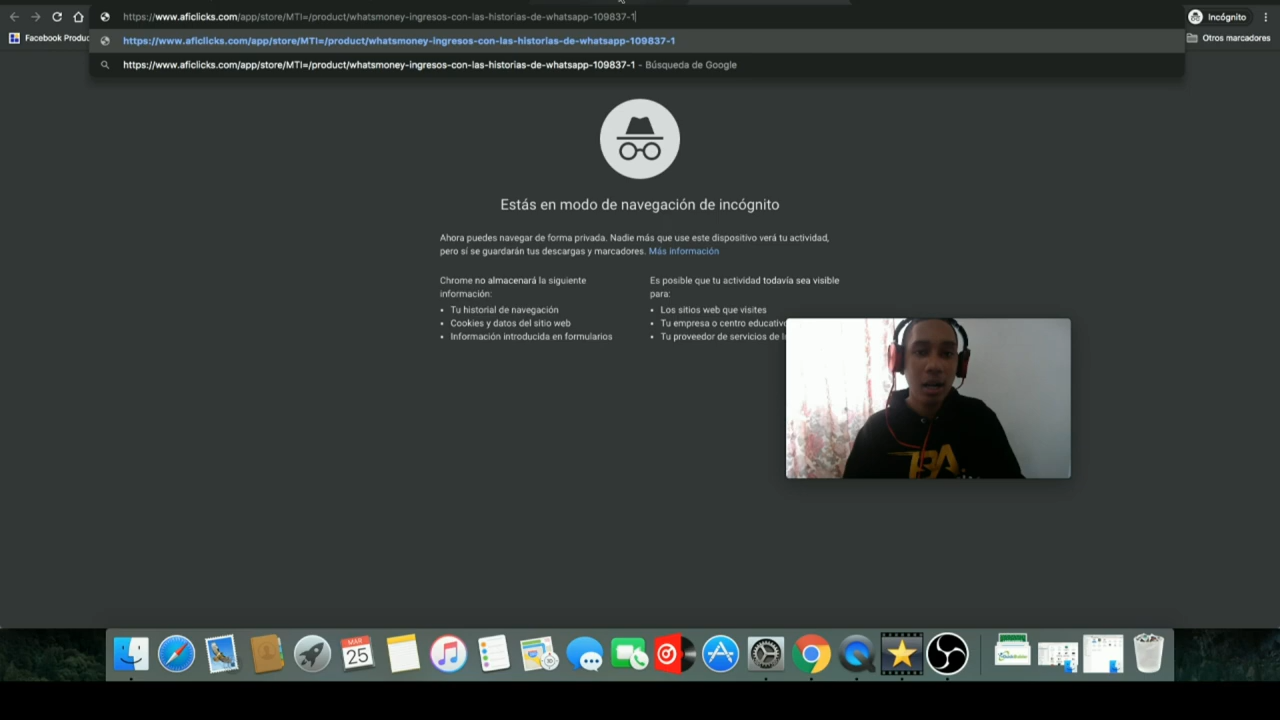 https://www.aficlicks.com/app/store/MTI=/product/whatsmoney-ingresos-con-las-historias-de-whatsapp-109837-1
Incógnito
Facebook Produc
https://www.aficlicks.com/app/store/MTI=/product/whatsmoney-ingresos-con-las-historias-de-whatsapp-109837-1
Otros marcadores
https://www.aficlicks.com/app/store/MTI=/product/whatsmoney-ingresos-con-las-historias-de-whatsapp-109837-1 - Búsqueda de Google
Estás en modo de navegación de incógnito
Ahora puedes navegar de forma privada. Nadie más que use este dispositivo verá tu actividad,
pero sí se guardarán tus descargas y marcadores. Más información
Chrome no almacenará la siguiente
información:
• Tu historial de navegación
• Cookies y datos del sitio web
• Información introducida en formularios
Es posible que tu actividad todavía sea visible
para:
• Los sitios web que visites
• Tu empresa o centro educativo
• Tu proveedor de servicios de
BA
MAR
25